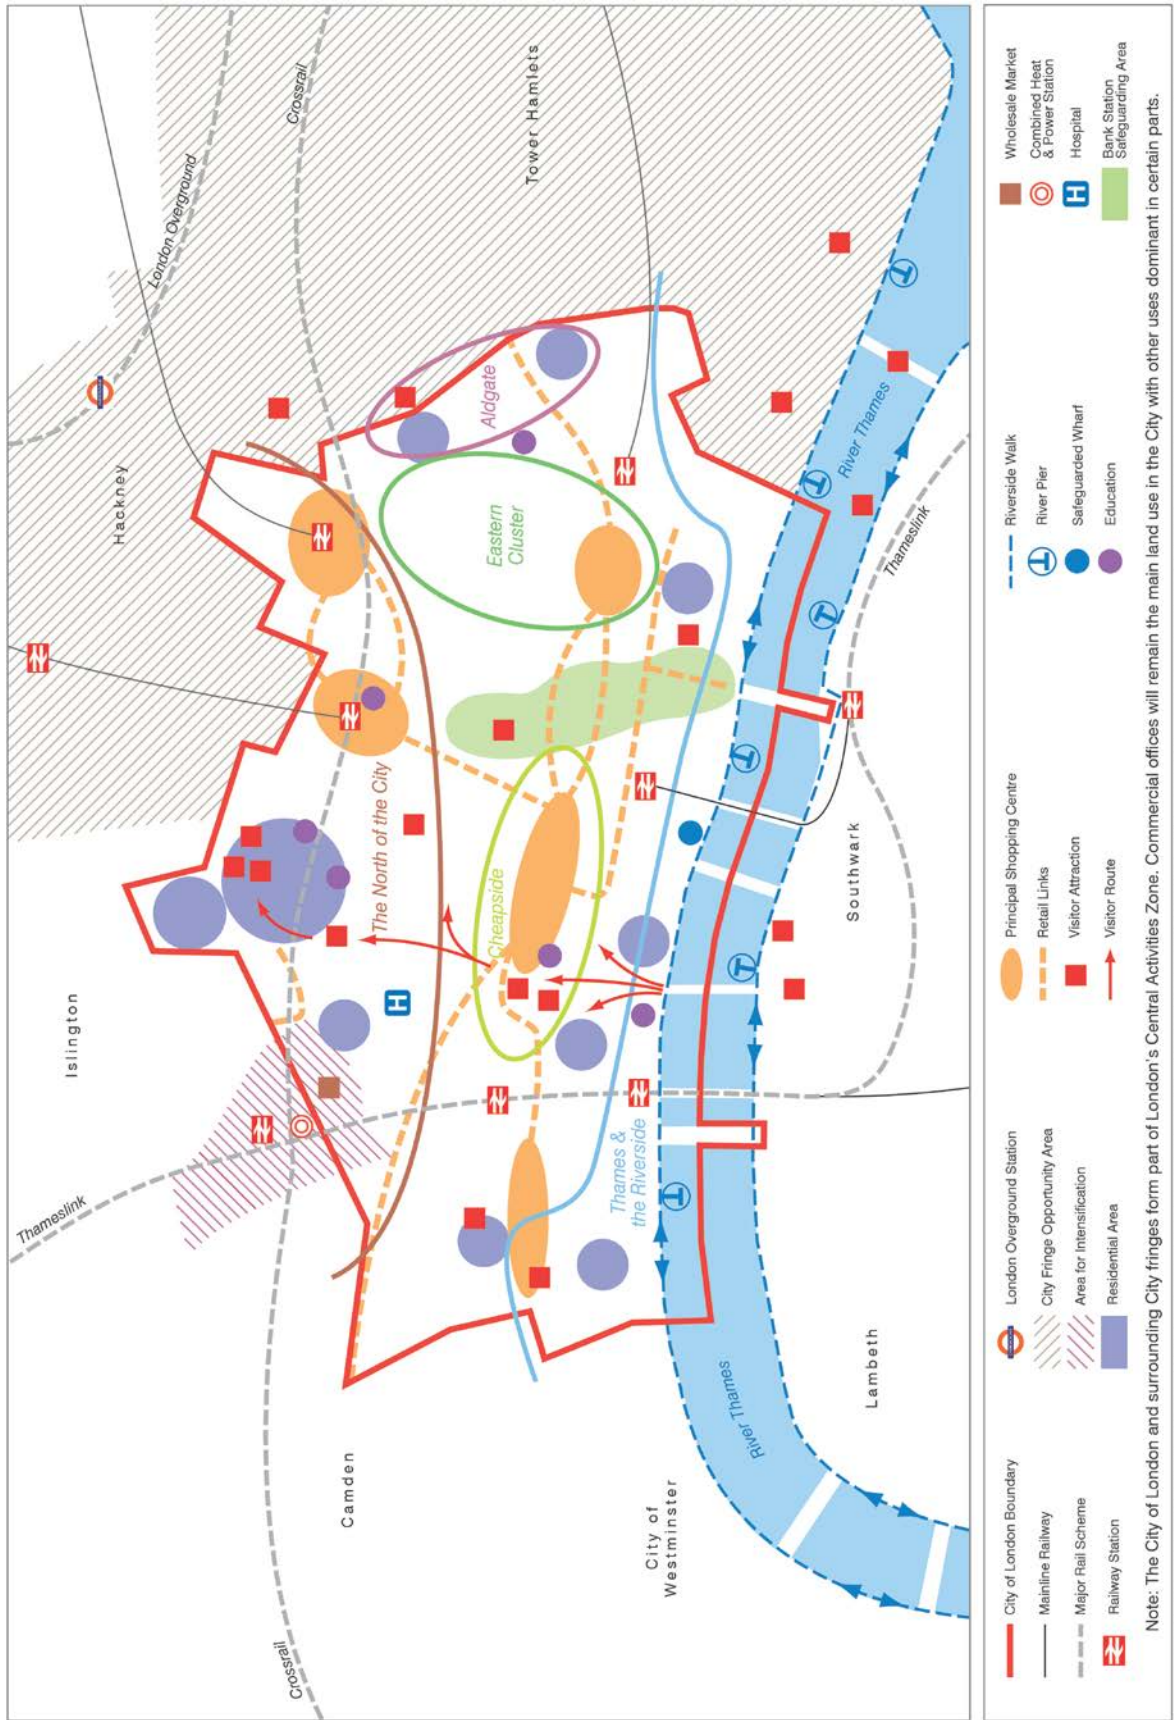 Hackney
London Overground
Crossrail
Tower Hamlets
Islington
Thameslink
The North of the City
Aldgate
Eastern
Cluster
Cheapside
H
Camden
Thames &
the Riverside
City of
Westminster
River Thames
River Thames
Thameslink
Southwark
Lambeth
Crossrail
City of London Boundary
Mainline Railway
Major Rail Scheme
Railway Station
London Overground Station
City Fringe Opportunity Area
Area for Intensification
Residential Area
Principal Shopping Centre
Retail Links
Visitor Attraction
Visitor Route
Riverside Walk
River Pier
Safeguarded Wharf
Education
Wholesale Market
Combined Heat
& Power Station
H
Hospital
Bank Station
Safeguarding Area
Note: The City of London and surrounding City fringes form part of London's Central Activities Zone. Commercial offices will remain the main land use in the City with other uses dominant in certain parts.